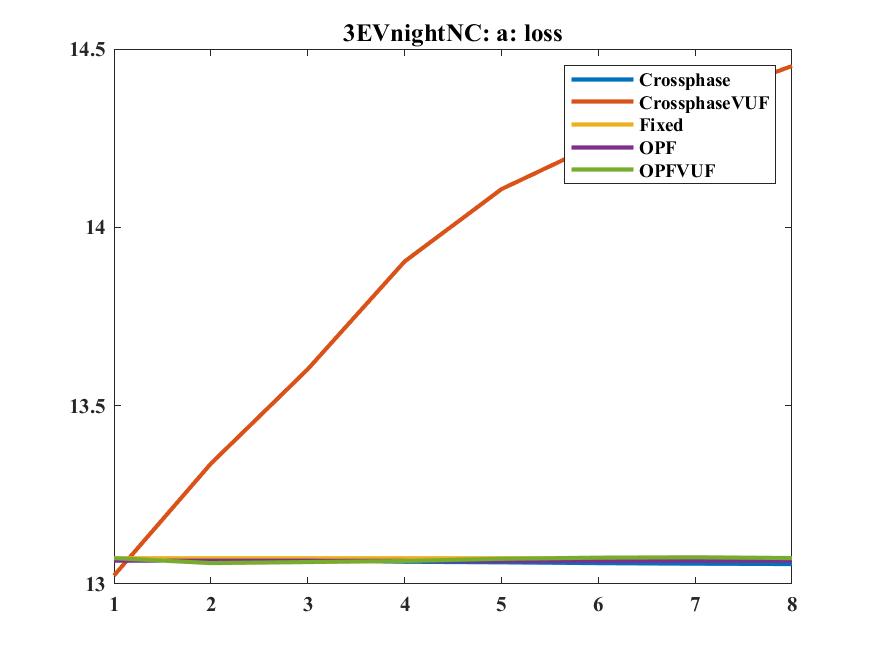 3EVnightNC: a: loss
14.5
14
13.5
13
1 2 3 4 5 6 7 8
Crossphase
CrossphaseVUF
Fixed
OPF
OPFVUF